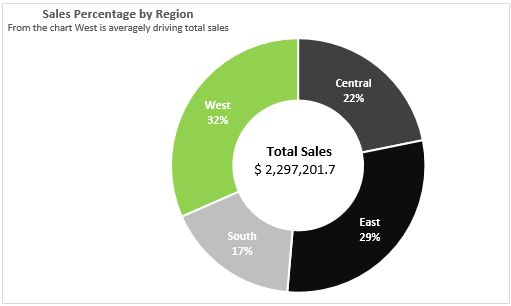 Sales Percentage by Region
From the chart West is averagely driving total sales
Central
22%
West
32%
Total Sales
$ 2,297,201.7
East
29%
South
17%